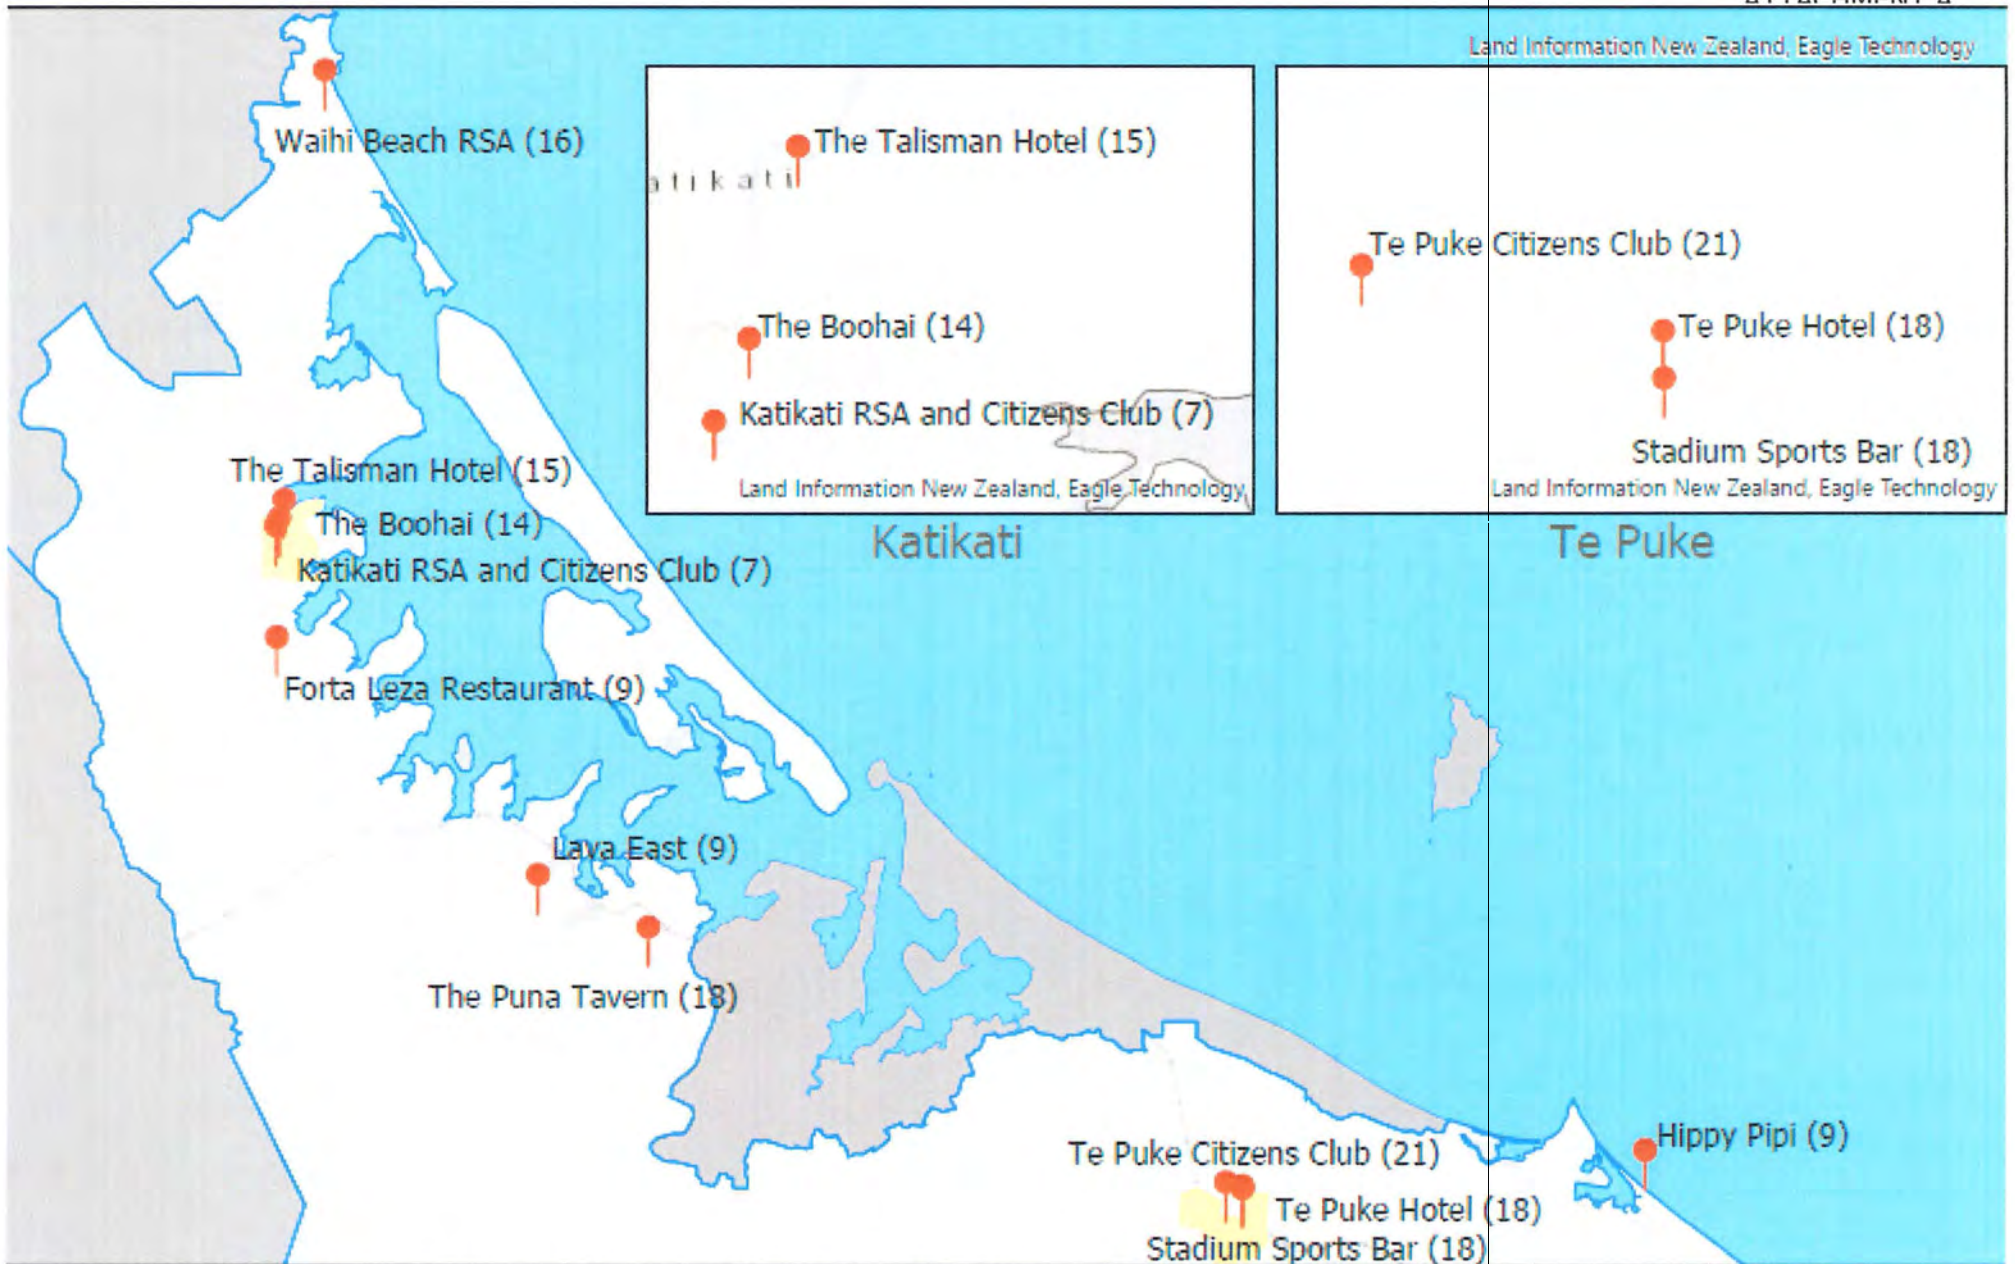 Land Information New Zealand, Eagle Technology
Waihi Beach RSA (16)
The Talisman Hotel (15)
atikati
The Boohai (14)
Katikati RSA and Citizens Club (7)
Land Information New Zealand, Eagle Technology
Katikati
Te Puke Citizens Club (21)
Te Puke Hotel (18)
Stadium Sports Bar (18)
Land Information New Zealand, Eagle Technology
Te Puke
The Talisman Hotel (15)
The Boohai (14)
Katikati RSA and Citizens Club (7)
Forta Leza Restaurant (9)
Lava East (9)
The Puna Tavern (18)
Te Puke Citizens Club (21)
Hippy Pipi (9)
Te Puke Hotel (18)
Stadium Sports Bar (18)